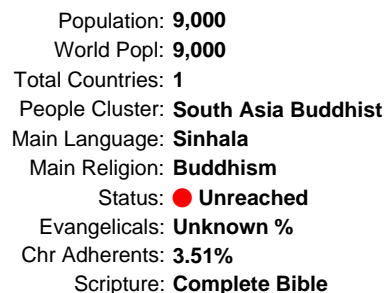 Population: 9,000
World Popl: 9,000
Total Countries: 1
People Cluster: South Asia Buddhist
Main Language: Sinhala
Main Religion: Buddhism
Status: Unreached
Evangelicals: Unknown %
Chr Adherents: 3.51%
Scripture: Complete Bible